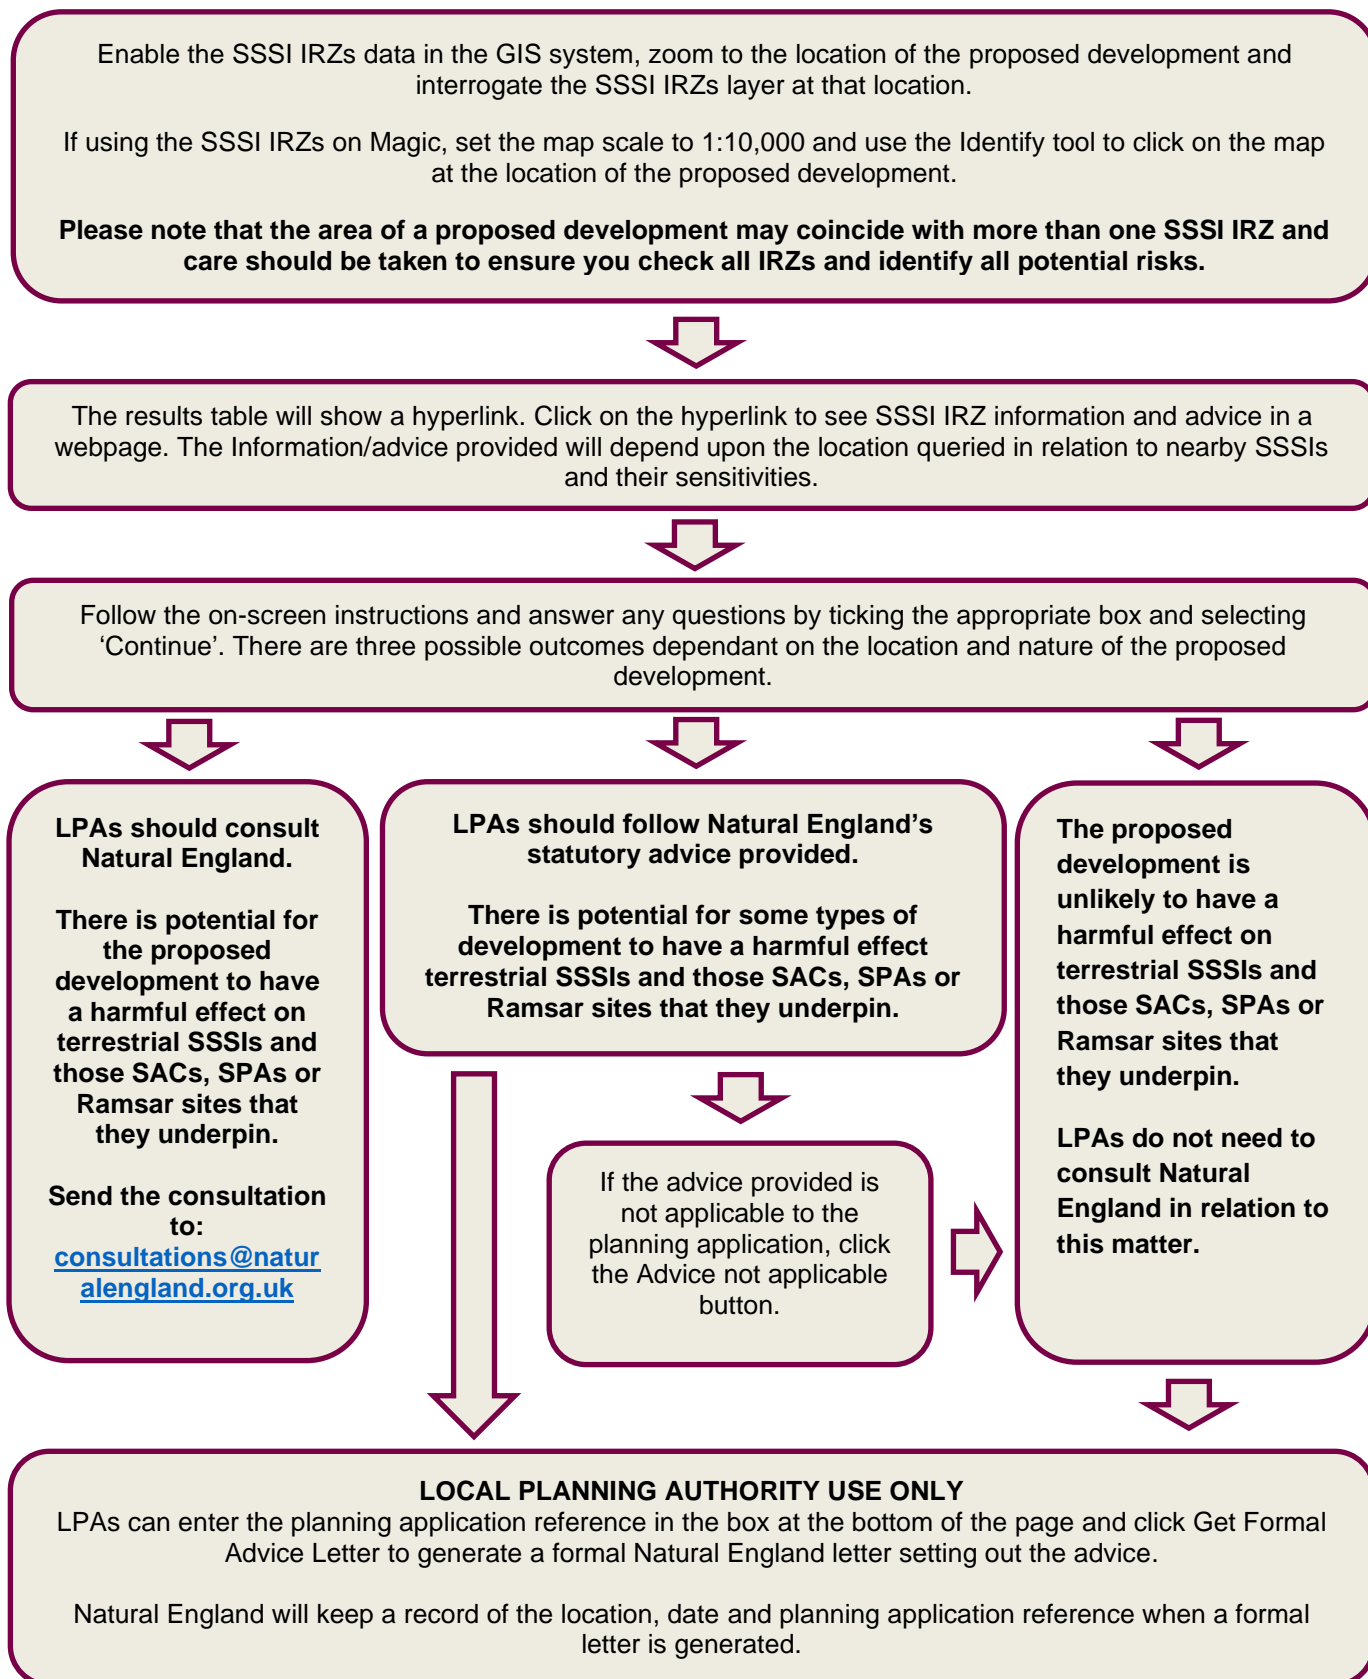 Enable the SSSI IRZs data in the GIS system, zoom to the location of the proposed development and
interrogate the SSSI IRZs layer at that location.
If using the SSSI IRZs on Magic, set the map scale to 1:10,000 and use the Identify tool to click on the map
at the location of the proposed development.
Please note that the area of a proposed development may coincide with more than one SSSI IRZ and
care should be taken to ensure you check all IRZs and identify all potential risks.
The results table will show a hyperlink. Click on the hyperlink to see SSSI IRZ information and advice in a
webpage. The Information/advice provided will depend upon the location queried in relation to nearby SSSIs
and their sensitivities.
Follow the on-screen instructions and answer any questions by ticking the appropriate box and selecting
‘Continue’. There are three possible outcomes dependant on the location and nature of the proposed
development.
LPAs should consult
Natural England.
There is potential for
the proposed
development to have
a harmful effect on
terrestrial SSSIs and
those SACs, SPAs or
Ramsar sites that
they underpin.
Send the consultation
to:
consultations@natur
alengland.org.uk
LPAs should follow Natural England’s
statutory advice provided.
There is potential for some types of
development to have a harmful effect
terrestrial SSSIs and those SACs, SPAs or
Ramsar sites that they underpin.
If the advice provided is
not applicable to the
planning application, click
the Advice not applicable
button.
The proposed
development is
unlikely to have a
harmful effect on
terrestrial SSSIs and
those SACs, SPAs or
Ramsar sites that
they underpin.
LPAs do not need to
consult Natural
England in relation to
this matter.
LOCAL PLANNING AUTHORITY USE ONLY
LPAs can enter the planning application reference in the box at the bottom of the page and click Get Formal
Advice Letter to generate a formal Natural England letter setting out the advice.
Natural England will keep a record of the location, date and planning application reference when a formal
letter is generated.